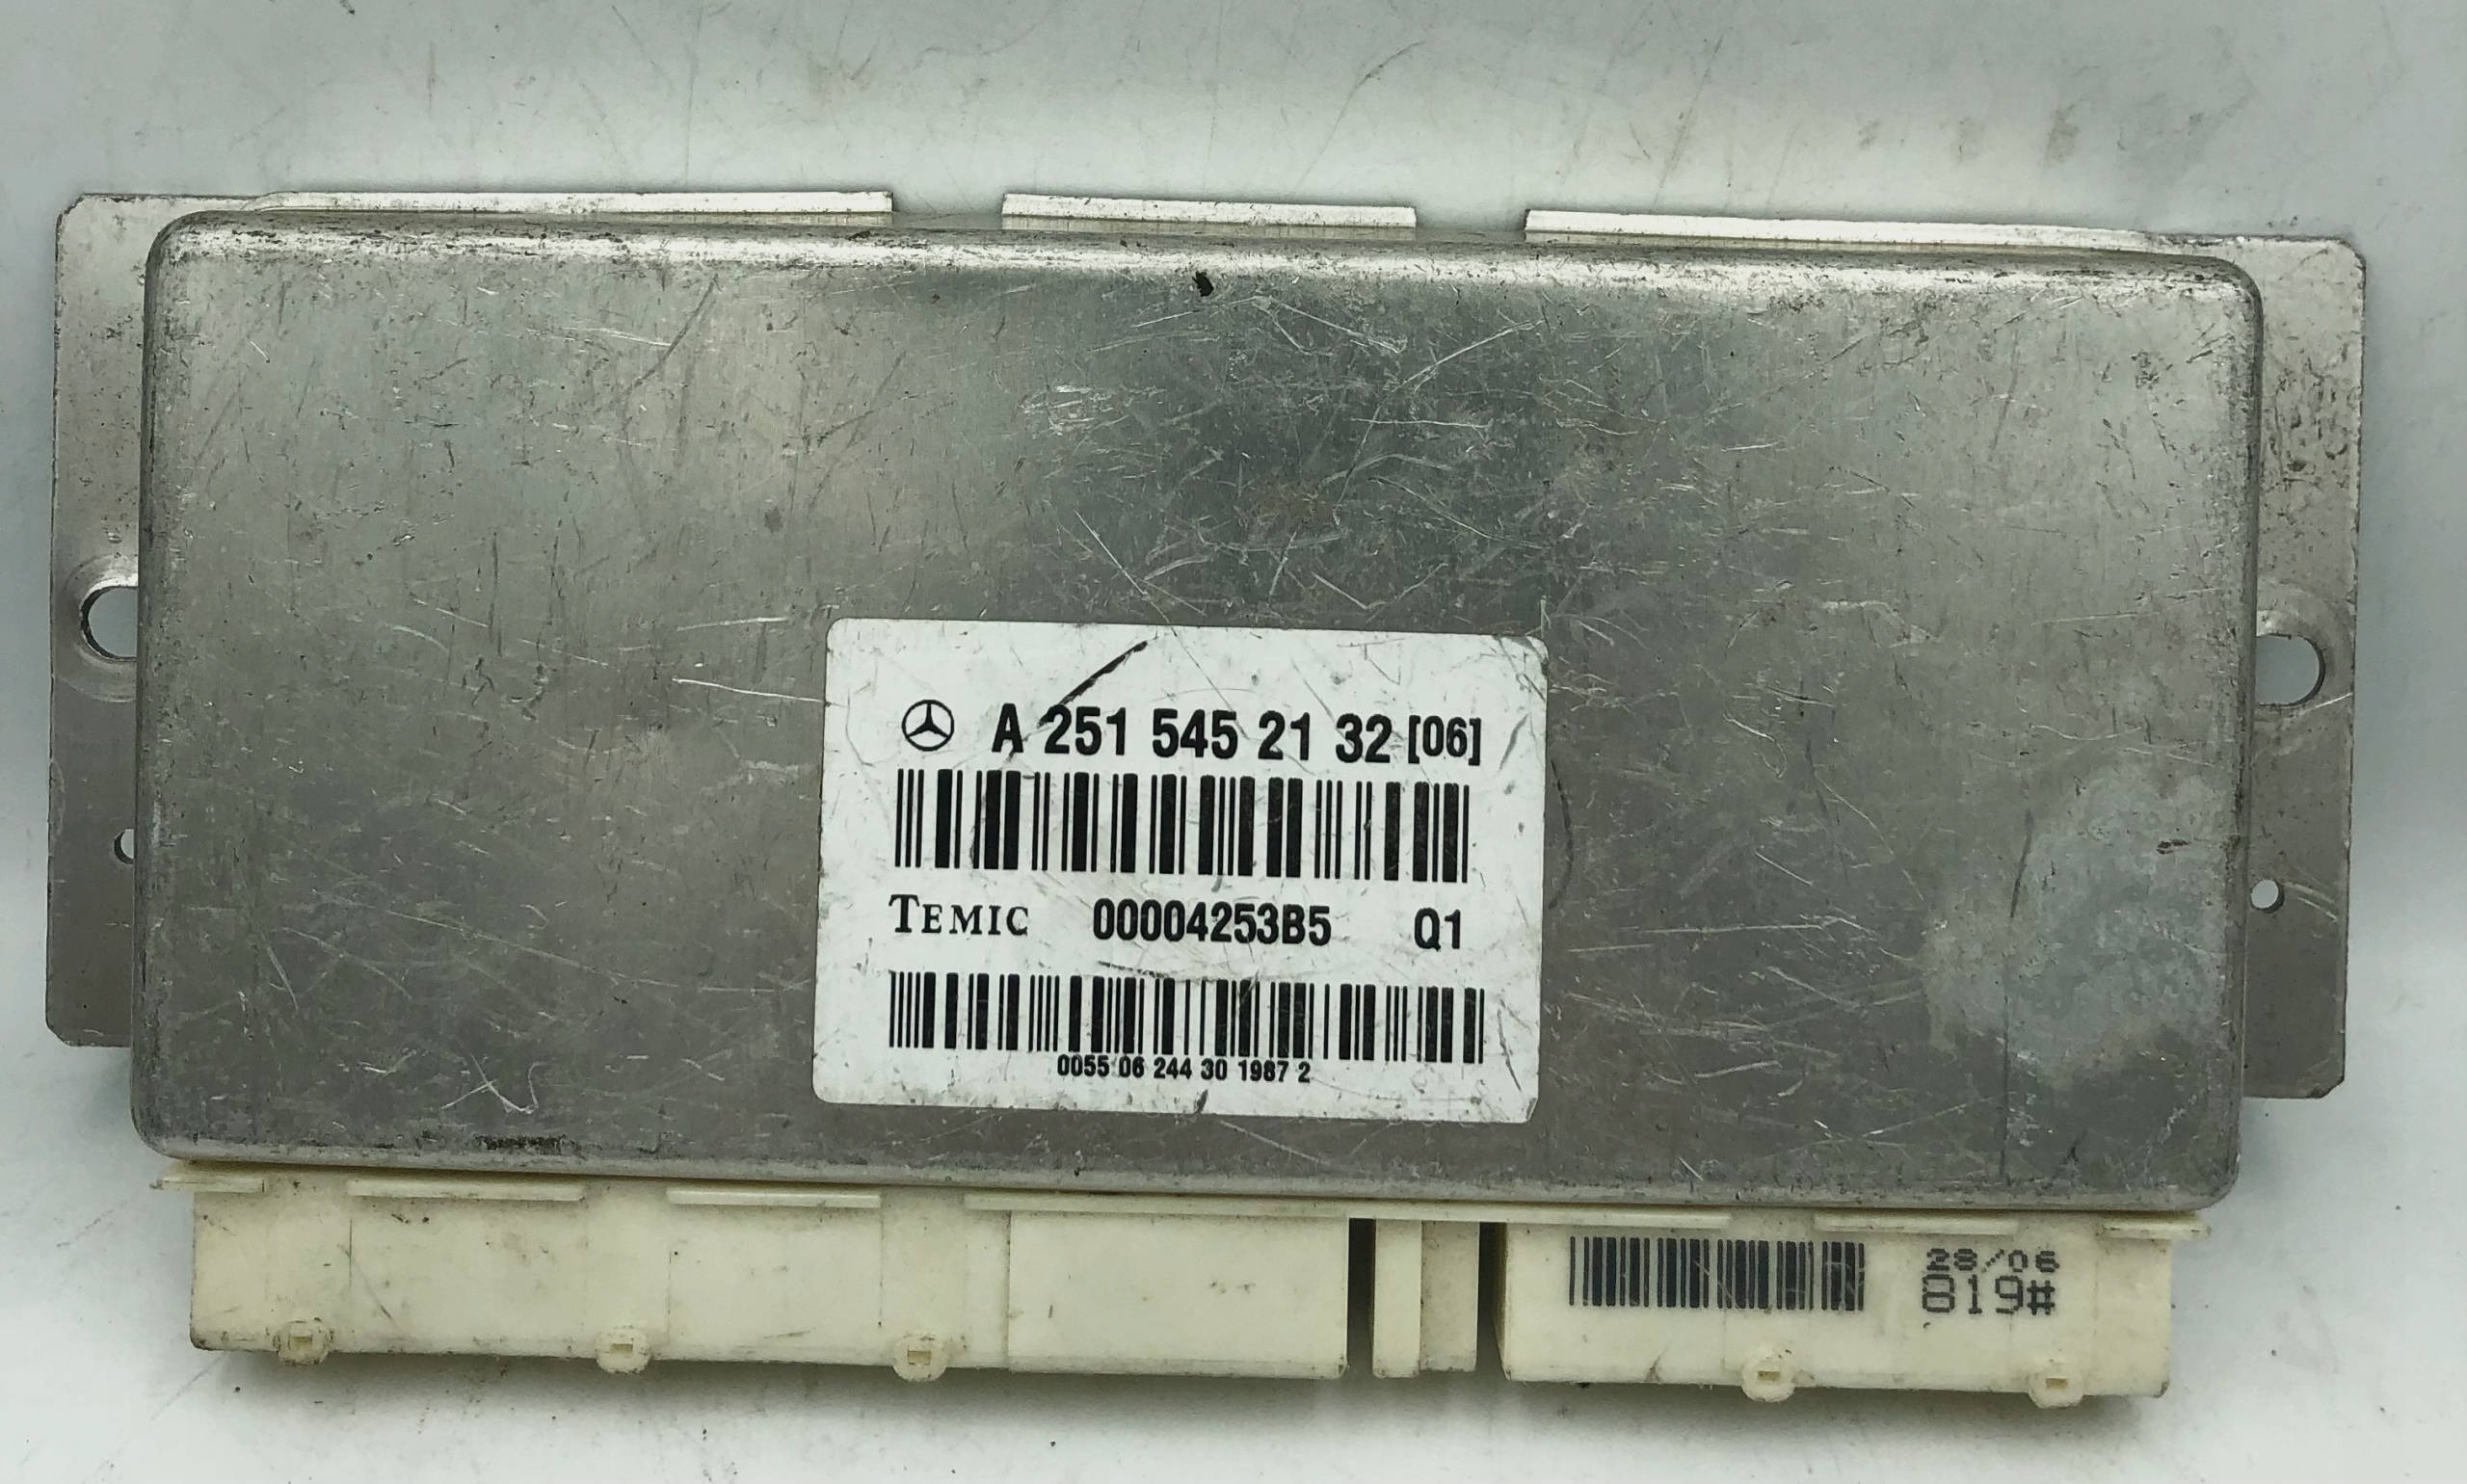 A 251 545 21 32 [06]
TEMIC 00004253B5 Q1
0055 06 244 30 1987 2
28/06
819#